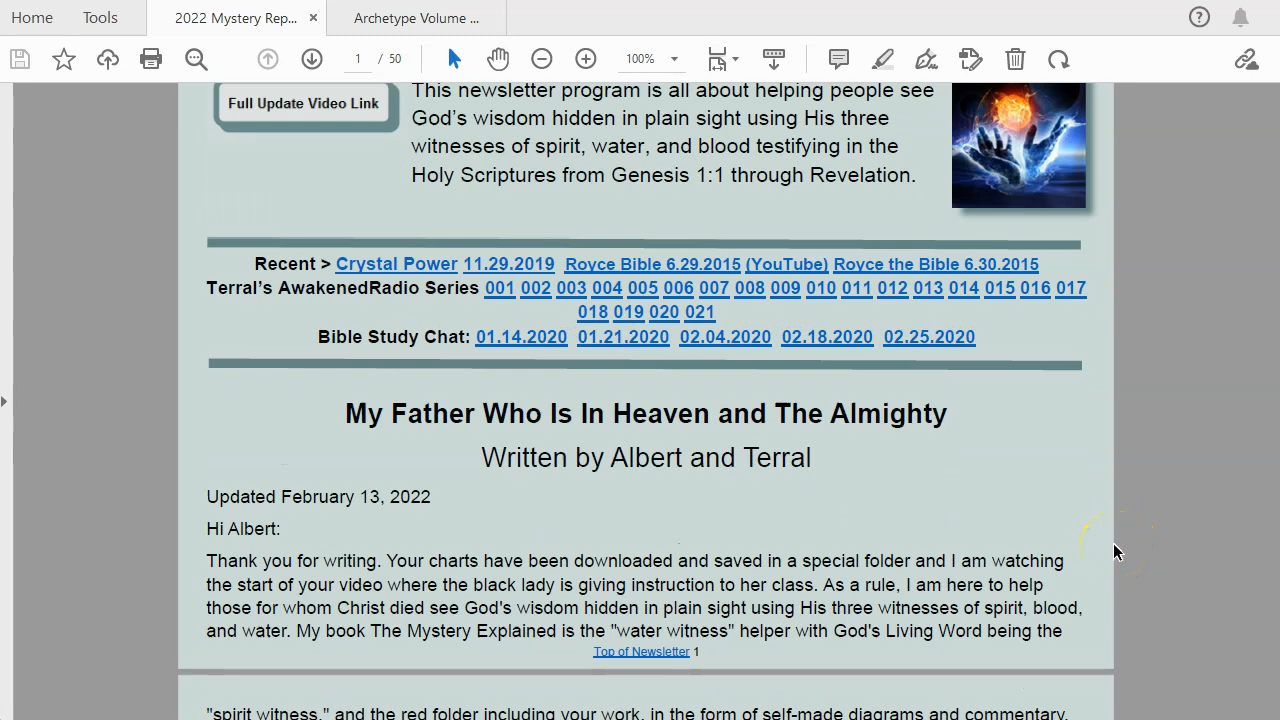 Home Tools 2022 Mystery Rep... × Archetype Volume ...
1 / 50 100%
Full Update Video Link
This newsletter program is all about helping people see
God’s wisdom hidden in plain sight using His three
witnesses of spirit, water, and blood testifying in the
Holy Scriptures from Genesis 1:1 through Revelation.
Recent > Crystal Power 11.29.2019 Royce Bible 6.29.2015 (YouTube) Royce the Bible 6.30.2015
Terral’s AwakenedRadio Series 001 002 003 004 005 006 007 008 009 010 011 012 013 014 015 016 017
018 019 020 021
Bible Study Chat: 01.14.2020 01.21.2020 02.04.2020 02.18.2020 02.25.2020
My Father Who Is In Heaven and The Almighty
Written by Albert and Terral
Updated February 13, 2022
Hi Albert:
Thank you for writing. Your charts have been downloaded and saved in a special folder and I am watching
the start of your video where the black lady is giving instruction to her class. As a rule, I am here to help
those for whom Christ died see God's wisdom hidden in plain sight using His three witnesses of spirit, blood,
and water. My book The Mystery Explained is the "water witness" helper with God's Living Word being the
Top of Newsletter 1
"spirit witness," and the red folder including your work, in the form of self-made diagrams and commentary,